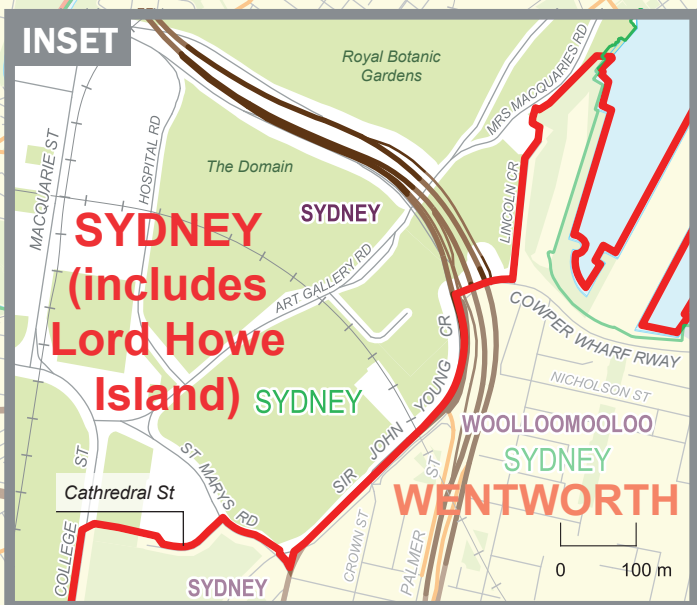 INSET
Royal Botanic
Gardens
MRS MACQUARIES RD
MACQUARIE ST
HOSPITAL RD
The Domain
SYDNEY
LINCOLN CR
SYDNEY
(includes
Lord Howe
Island)
ART GALLERY RD
COWPER WHARF RWAY
SIR JOHN YOUNG CR
NICHOLSON ST
SYDNEY
WOOLLOOMOOLOO
SYDNEY
WENTWORTH
ST MARYS RD
Cathredral St
COLLEGE ST
CROWN ST
PALMER ST
SYDNEY
0 100 m